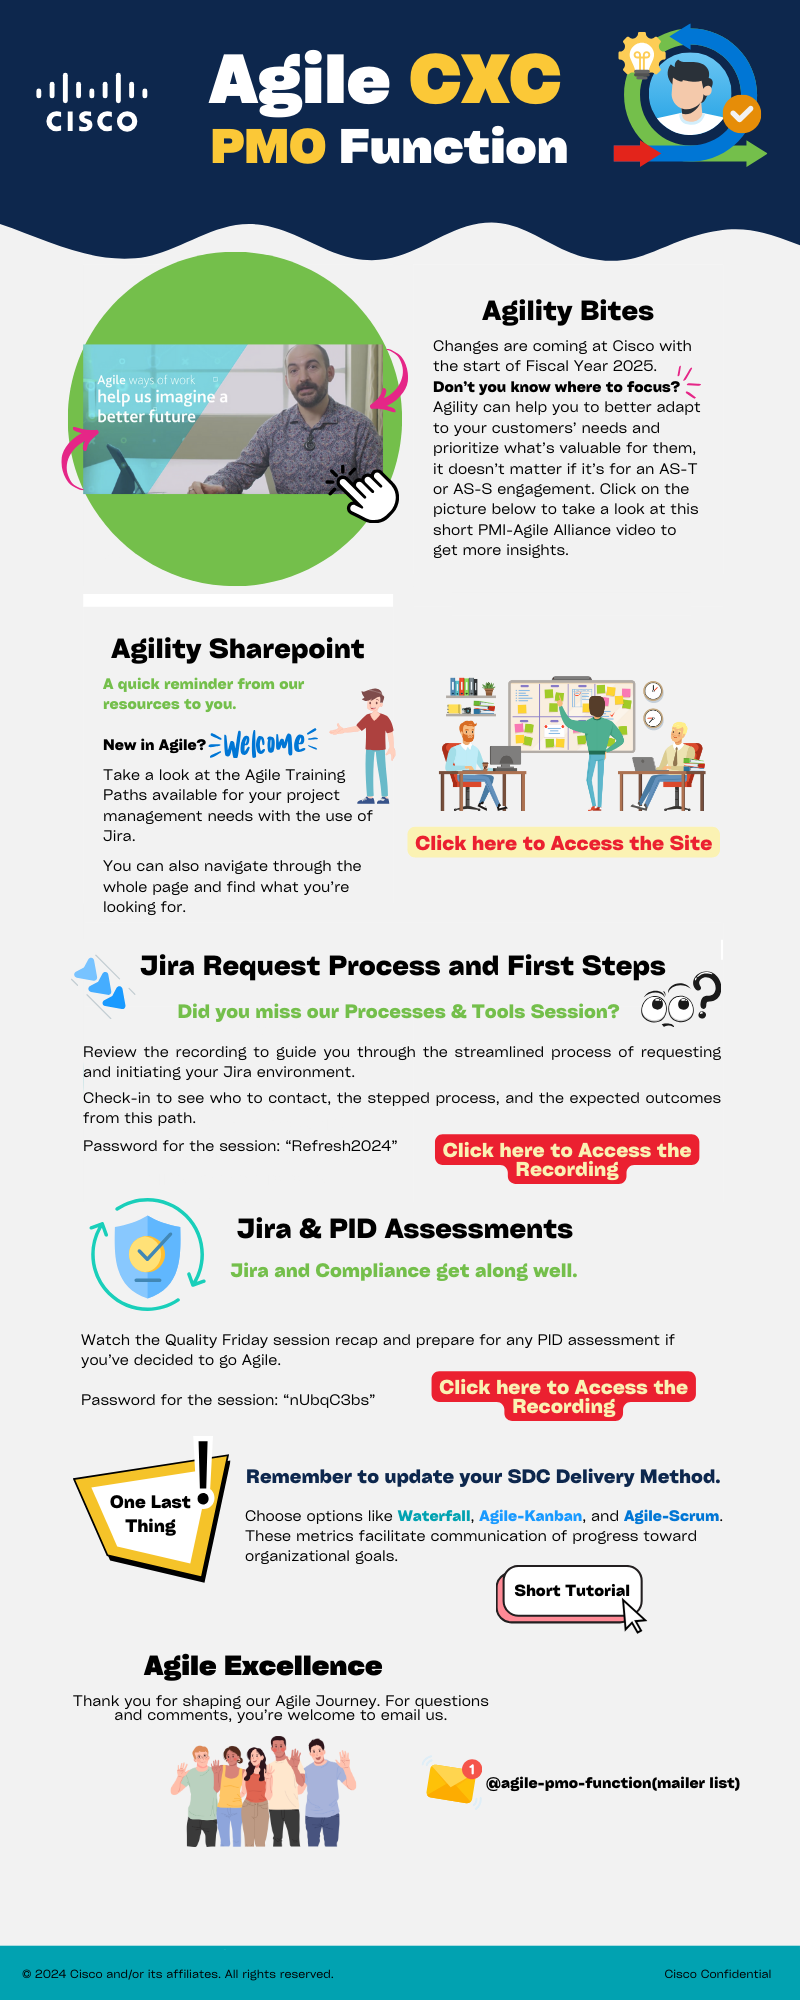 CISCO
Agile CXC
PMO Function
Agile ways of work
help us imagine a
better future
Agility Bites
Changes are coming at Cisco with
the start of Fiscal Year 2025.
Don't you know where to focus?
Agility can help you to better adapt
to your customers' needs and
prioritize what's valuable for them,
it doesn't matter if it's for an AS-T
or AS-S engagement. Click on the
picture below to take a look at this
short PMI-Agile Alliance video to
get more insights.
Agility Sharepoint
A quick reminder from our
resources to you.
New in Agile? Welcome
Take a look at the Agile Training
Paths available for your project
management needs with the use of
Jira.
You can also navigate through the
whole page and find what you're
looking for.
Click here to Access the Site
Jira Request Process and First Steps
Did you miss our Processes & Tools Session?
Review the recording to guide you through the streamlined process of requesting
and initiating your Jira environment.
Check-in to see who to contact, the stepped process, and the expected outcomes
from this path.
Password for the session: “Refresh2024”
Click here to Access the
Recording
Jira & PID Assessments
Jira and Compliance get along well.
Watch the Quality Friday session recap and prepare for any PID assessment if
you've decided to go Agile.
Password for the session: “nUbqC3bs”
Click here to Access the
Recording
One Last
Thing
!
Remember to update your SDC Delivery Method.
Choose options like Waterfall, Agile-Kanban, and Agile-Scrum.
These metrics facilitate communication of progress toward
organizational goals.
Short Tutorial
Agile Excellence
Thank you for shaping our Agile Journey. For questions
and comments, you're welcome to email us.
1
@agile-pmo-function(mailer list)
© 2024 Cisco and/or its affiliates. All rights reserved.
Cisco Confidential